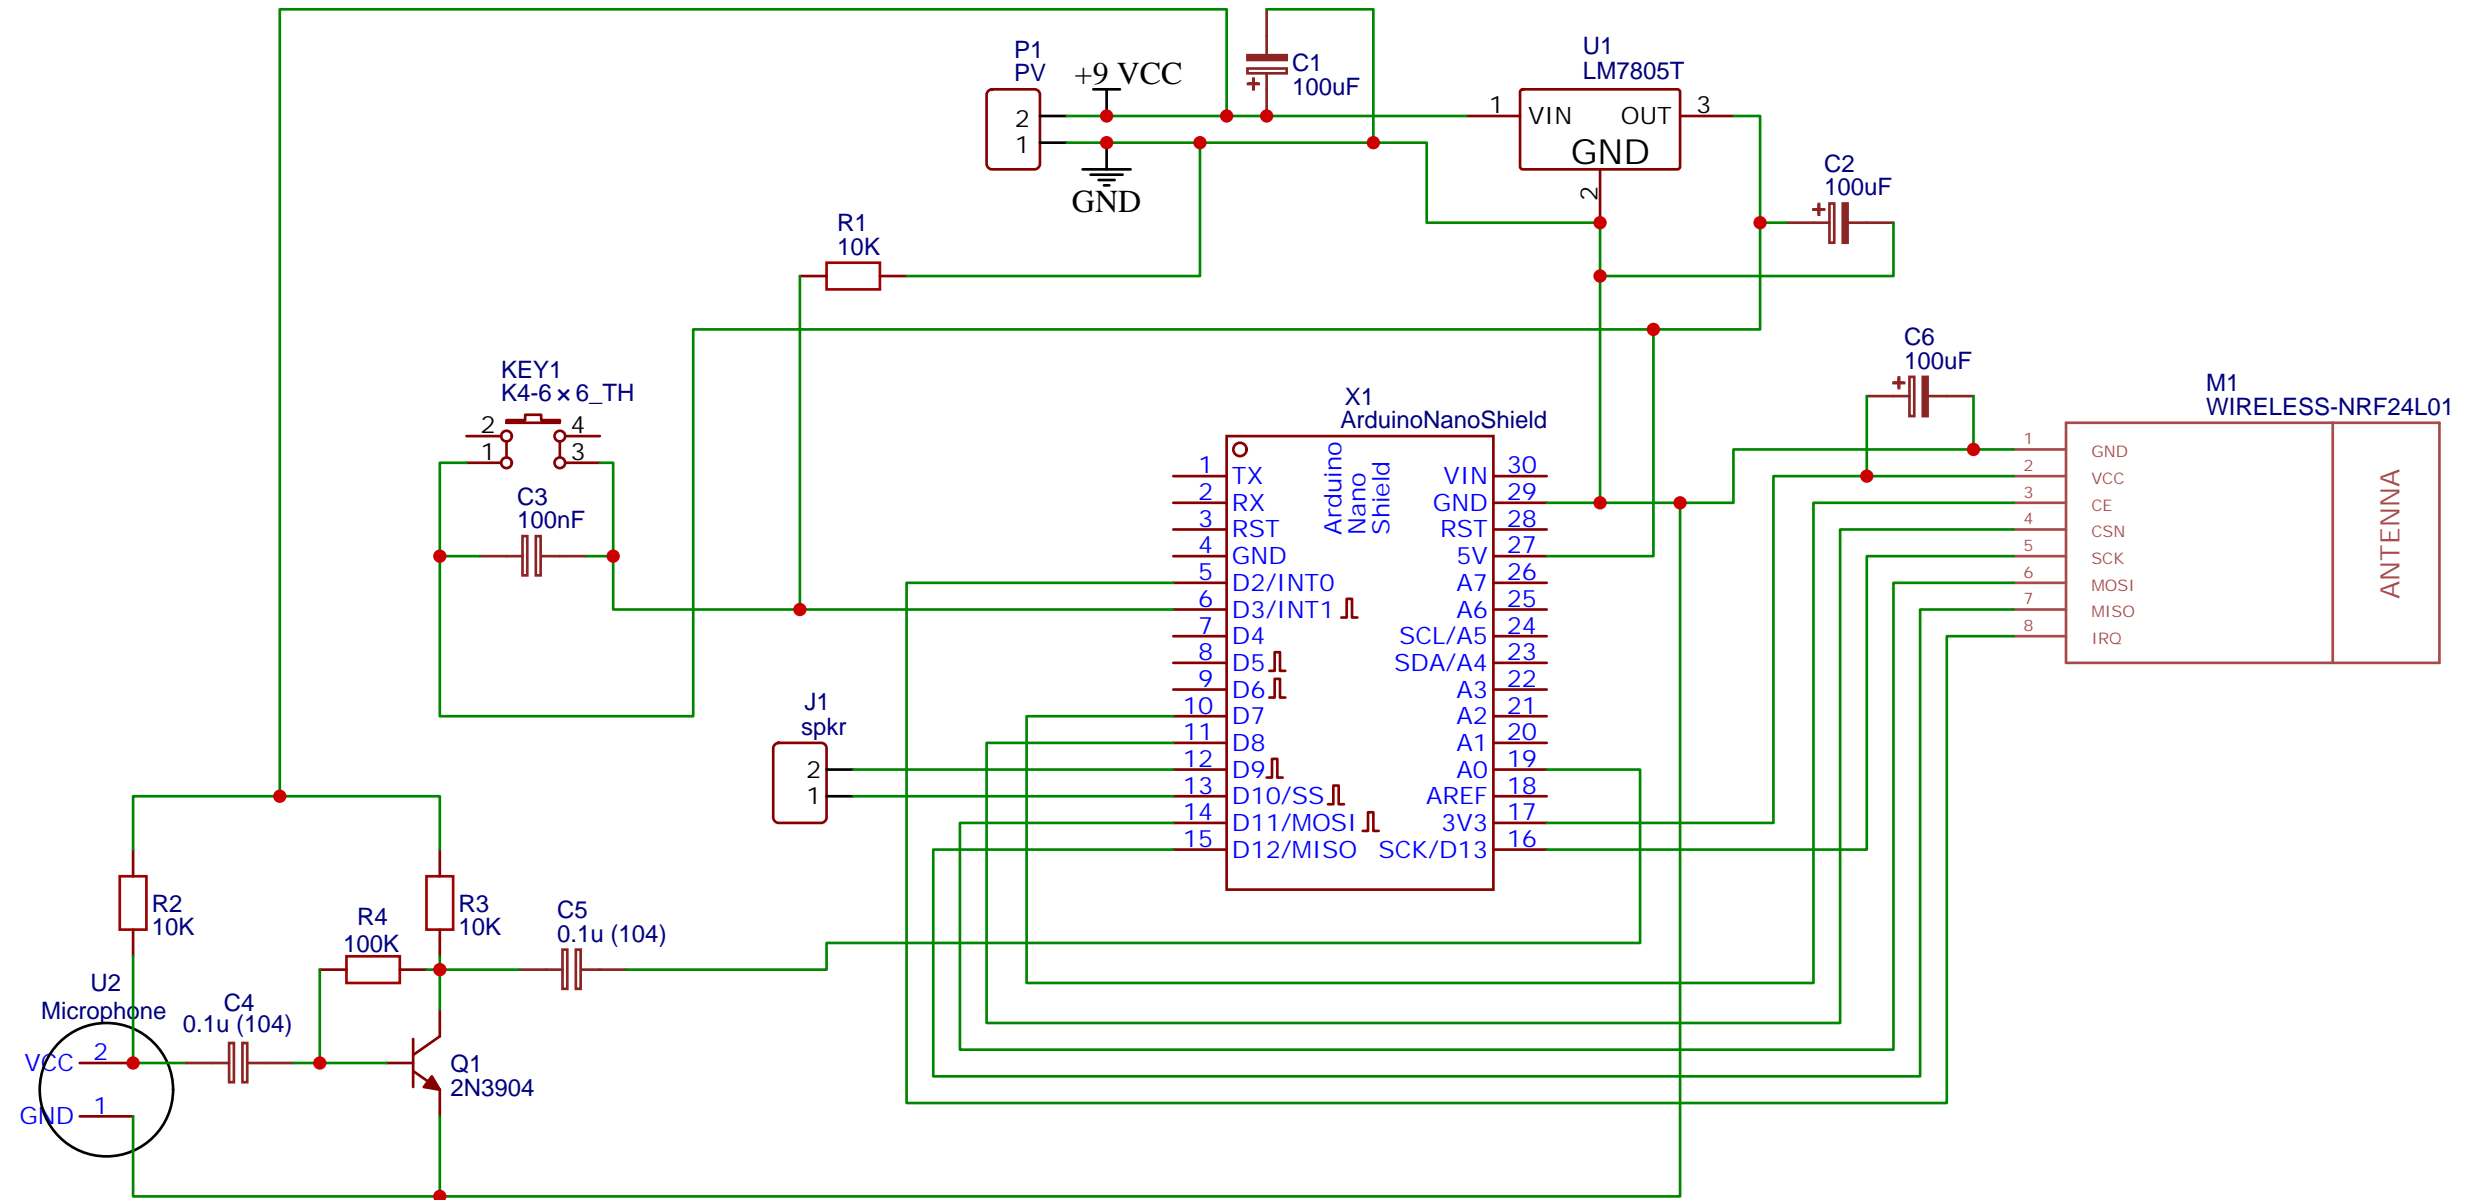 P1
PV
+9 VCC
2
1
GND
C1
100uF
U1
LM7805T
1
VIN
OUT
3
GND
2
C2
100uF
R1
10K
KEY1
K4-6×6_TH
2
4
1
3
C3
100nF
C6
100uF
M1
WIRELESS-NRF24L01
1
GND
2
VCC
3
CE
4
CSN
5
SCK
6
MOSI
7
MISO
8
IRQ
ANTENNA
X1
ArduinoNanoShield
Arduino
Nano
Shield
1 TX
2 RX
3 RST
4 GND
5 D2/INT0
6 D3/INT1
7 D4
8 D5
9 D6
10 D7
11 D8
12 D9
13 D10/SS
14 D11/MOSI
15 D12/MISO
VIN 30
GND 29
RST 28
5V 27
A7 26
A6 25
SCL/A5 24
SDA/A4 23
A3 22
A2 21
A1 20
A0 19
AREF 18
3V3 17
SCK/D13 16
J1
spkr
2
1
R2
10K
R4
100K
R3
10K
C5
0.1u (104)
U2
Microphone
VCC 2
GND 1
C4
0.1u (104)
Q1
2N3904